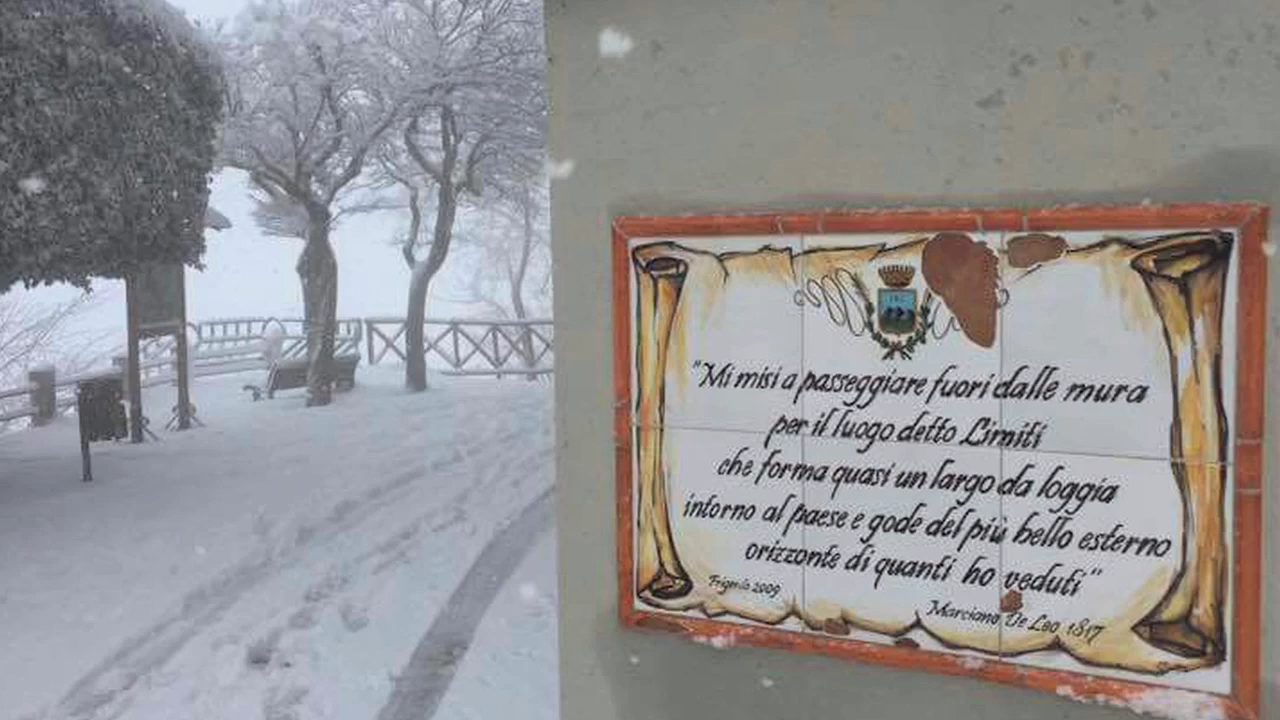 "Mi misi a passeggiare fuori dalle mura
per il luogo detto Limiti
che forma quasi un largo da loggia
intorno al paese e gode del più bello esterno
orizzonte di quanti ho veduti"
Frigento 2009
Marciano De Leo 1817